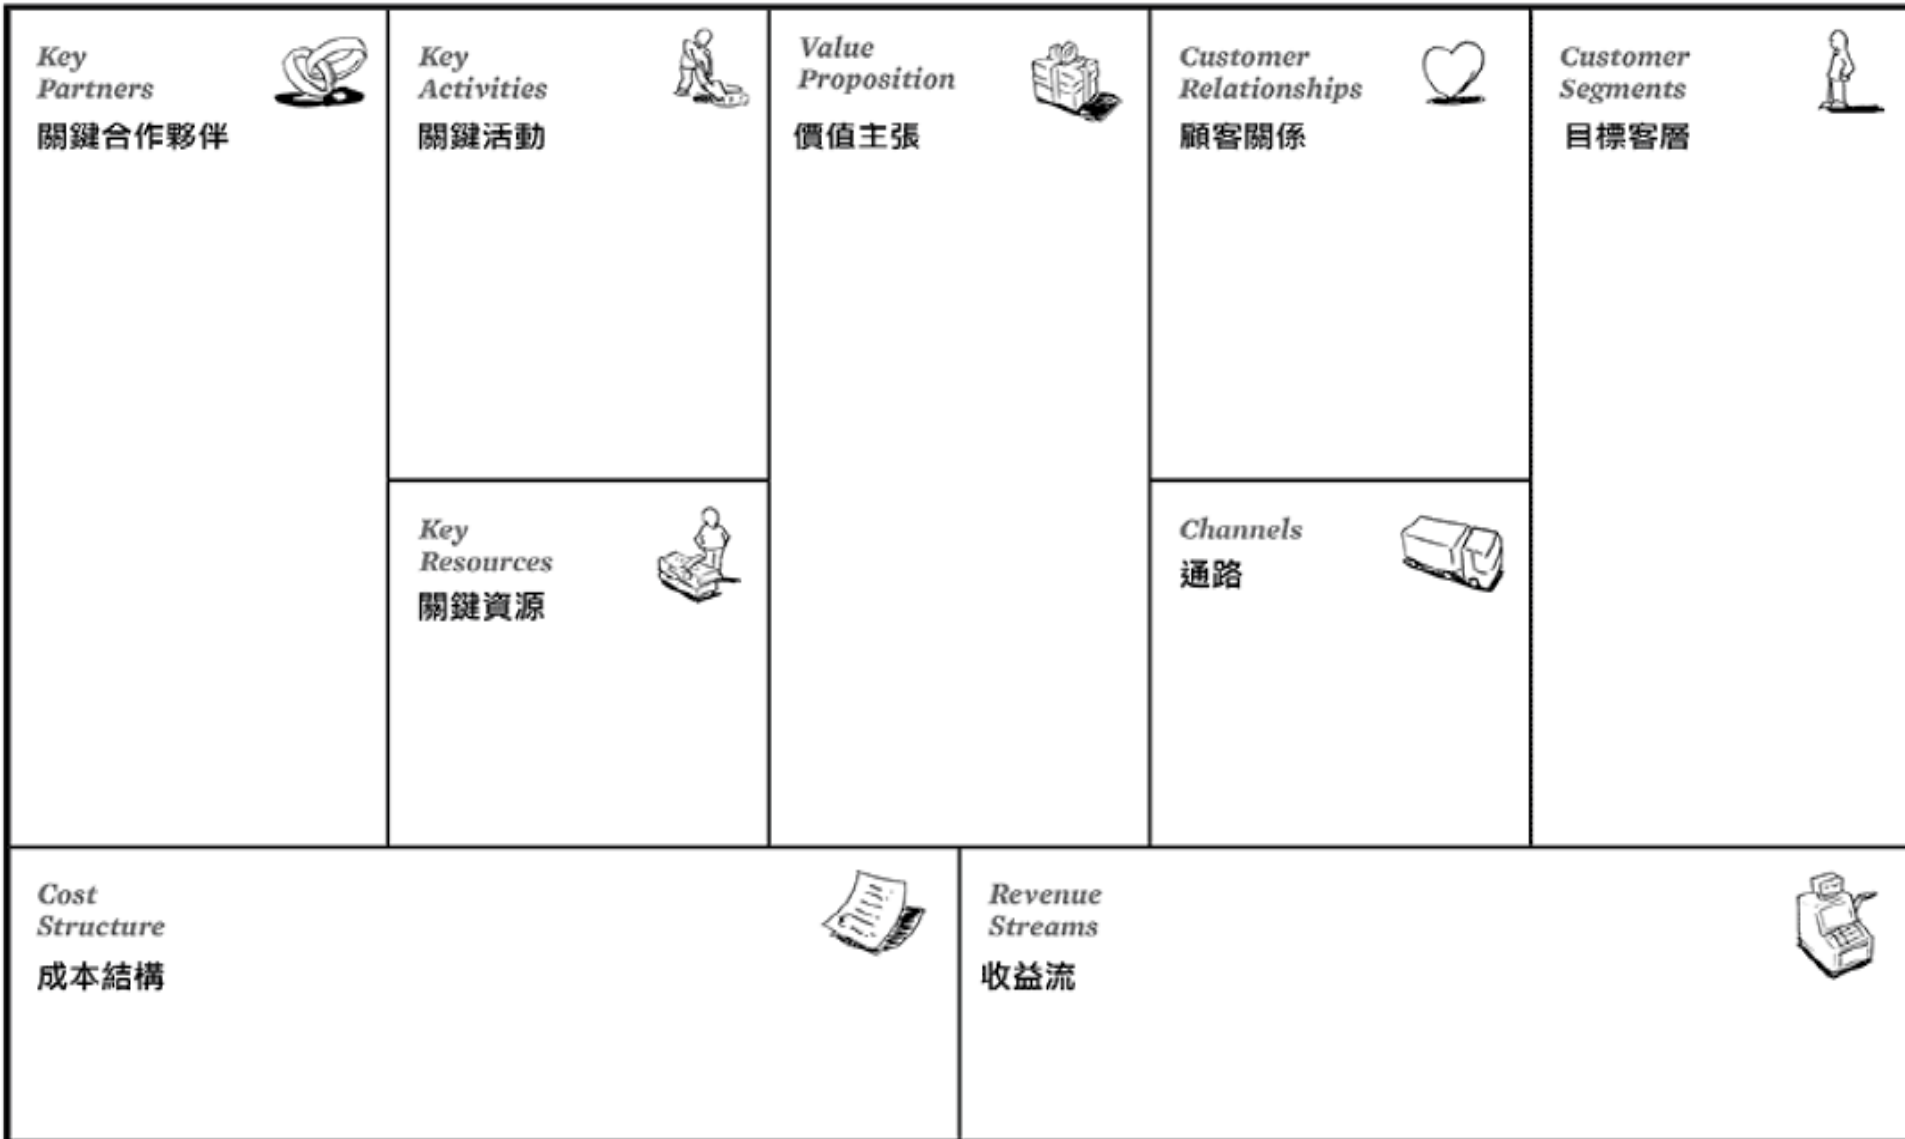 Key
Partners
關鍵合作夥伴
Key
Activities
關鍵活動
Key
Resources
關鍵資源
Value
Proposition
價值主張
Customer
Relationships
顧客關係
Channels
通路
Customer
Segments
目標客層
Cost
Structure
成本結構
Revenue
Streams
收益流